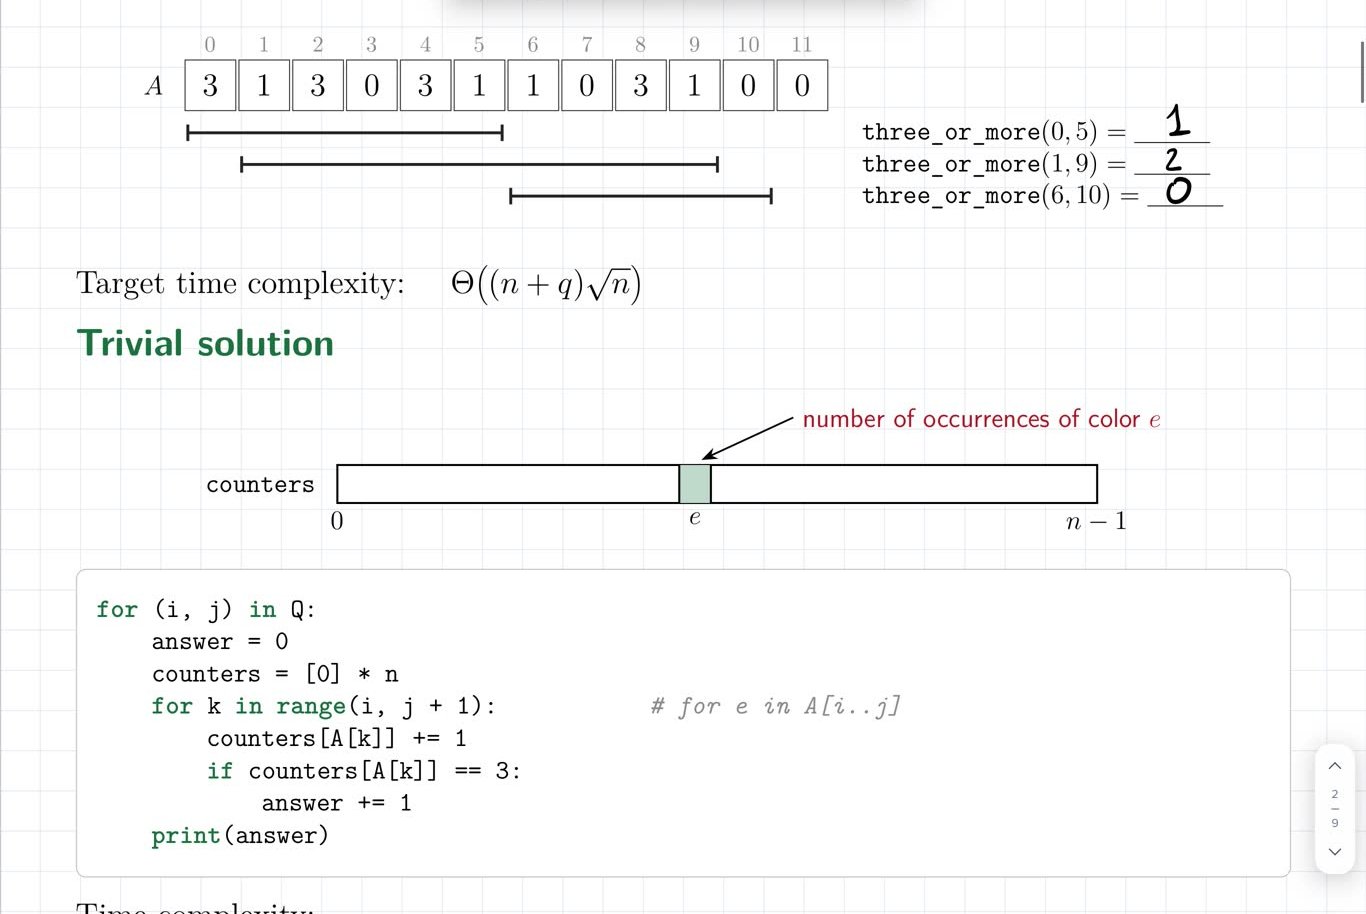 0 1 2 3 4 5 6 7 8 9 10 11
A 3 1 3 0 3 1 1 0 3 1 0 0
three_or_more(0, 5) = 1
three_or_more(1, 9) = 2
three_or_more(6, 10) = 0
Target time complexity: Θ((n + q)√n)
Trivial solution
number of occurrences of color e
counters
0 e n − 1
for (i, j) in Q:
    answer = 0
    counters = [0] * n
    for k in range(i, j + 1): # for e in A[i..j]
        counters[A[k]] += 1
        if counters[A[k]] == 3:
            answer += 1
    print(answer)
2
–
9
Time complexity: